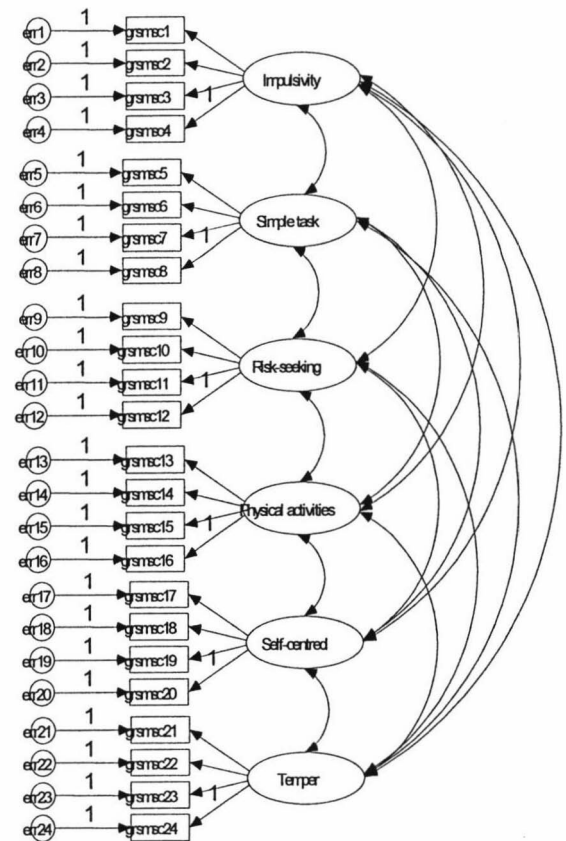 err1 1 grsmsc1
err2 1 grsmsc2
Impulsivity
err3 1 grsmsc3 1
err4 1 grsmsc4
err5 1 grsmsc5
err6 1 grsmsc6
Simple task
err7 1 grsmsc7 1
err8 1 grsmsc8
err9 1 grsmsc9
err10 1 grsmsc10
Risk-seeking
err11 1 grsmsc11 1
err12 1 grsmsc12
err13 1 grsmsc13
err14 1 grsmsc14
Physical activities
err15 1 grsmsc15 1
err16 1 grsmsc16
err17 1 grsmsc17
err18 1 grsmsc18
Self-centred
err19 1 grsmsc19 1
err20 1 grsmsc20
err21 1 grsmsc21
err22 1 grsmsc22
Temper
err23 1 grsmsc23 1
err24 1 grsmsc24